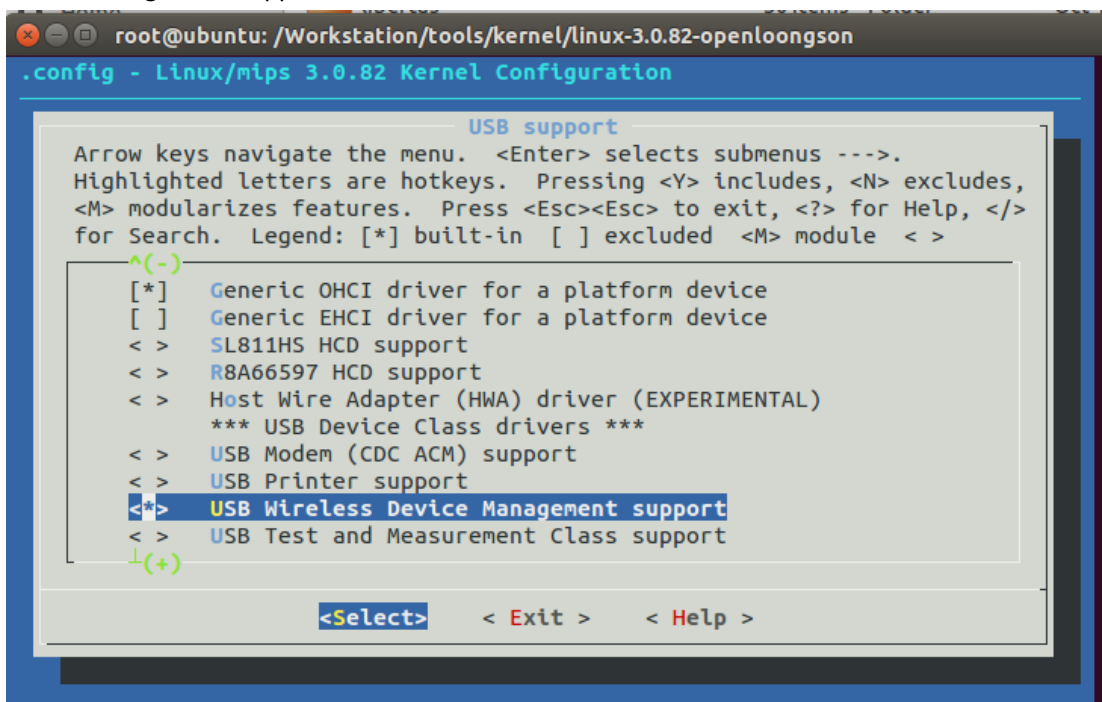 root@ubuntu: /Workstation/tools/kernel/linux-3.0.82-openloongson
.config - Linux/mips 3.0.82 Kernel Configuration
USB support
Arrow keys navigate the menu.  <Enter> selects submenus --->.
Highlighted letters are hotkeys.  Pressing <Y> includes, <N> excludes,
<M> modularizes features.  Press <Esc><Esc> to exit, <?> for Help, </>
for Search.  Legend: [*] built-in  [ ] excluded  <M> module  < >
^(-)
[*]   Generic OHCI driver for a platform device
[ ]   Generic EHCI driver for a platform device
< >   SL811HS HCD support
< >   R8A66597 HCD support
< >   Host Wire Adapter (HWA) driver (EXPERIMENTAL)
*** USB Device Class drivers ***
< >   USB Modem (CDC ACM) support
< >   USB Printer support
<*>   USB Wireless Device Management support
< >   USB Test and Measurement Class support
┴(+)
<Select>    < Exit >    < Help >